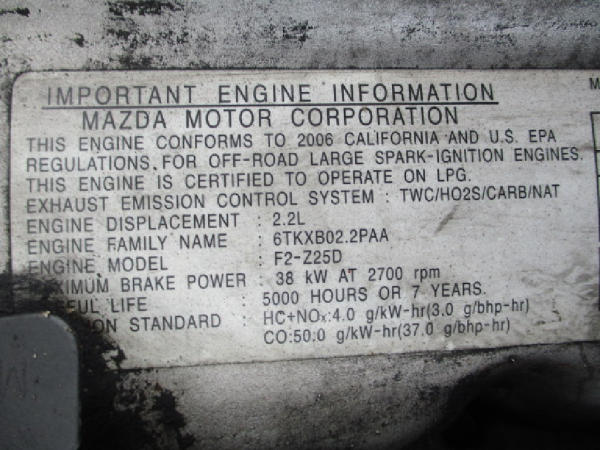 IMPORTANT ENGINE INFORMATION
MAZDA MOTOR CORPORATION
THIS ENGINE CONFORMS TO 2006 CALIFORNIA AND U.S. EPA
REGULATIONS, FOR OFF-ROAD LARGE SPARK-IGNITION ENGINES.
THIS ENGINE IS CERTIFIED TO OPERATE ON LPG.
EXHAUST EMISSION CONTROL SYSTEM : TWC/HO2S/CARB/NAT
ENGINE DISPLACEMENT : 2.2L
ENGINE FAMILY NAME : 6TKXB02.2PAA
ENGINE MODEL : F2-Z25D
XIMUM BRAKE POWER : 38 kW AT 2700 rpm
FUL LIFE : 5000 HOURS OR 7 YEARS.
ION STANDARD : HC+NOx:4.0 g/kW-hr(3.0 g/bhp-hr)
CO:50.0 g/kW-hr(37.0 g/bhp-hr)
M